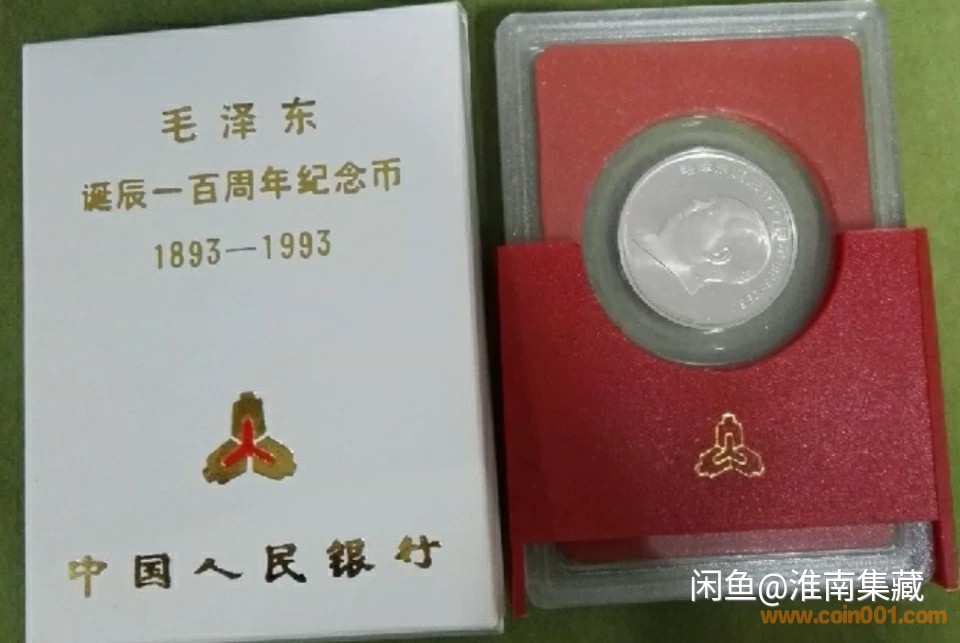 毛泽东
诞辰一百周年纪念币
1893—1993
中国人民银行
闲鱼@淮南集藏
www.coin001.com